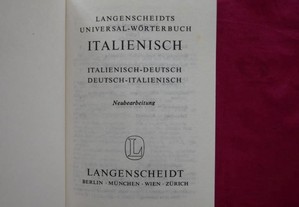 LANGENSCHEIDTS
UNIVERSAL-WÖRTERBUCH
ITALIENISCH
ITALIENISCH-DEUTSCH
DEUTSCH-ITALIENISCH
Neubearbeitung
L
LANGENSCHEIDT
BERLIN · MÜNCHEN · WIEN · ZÜRICH